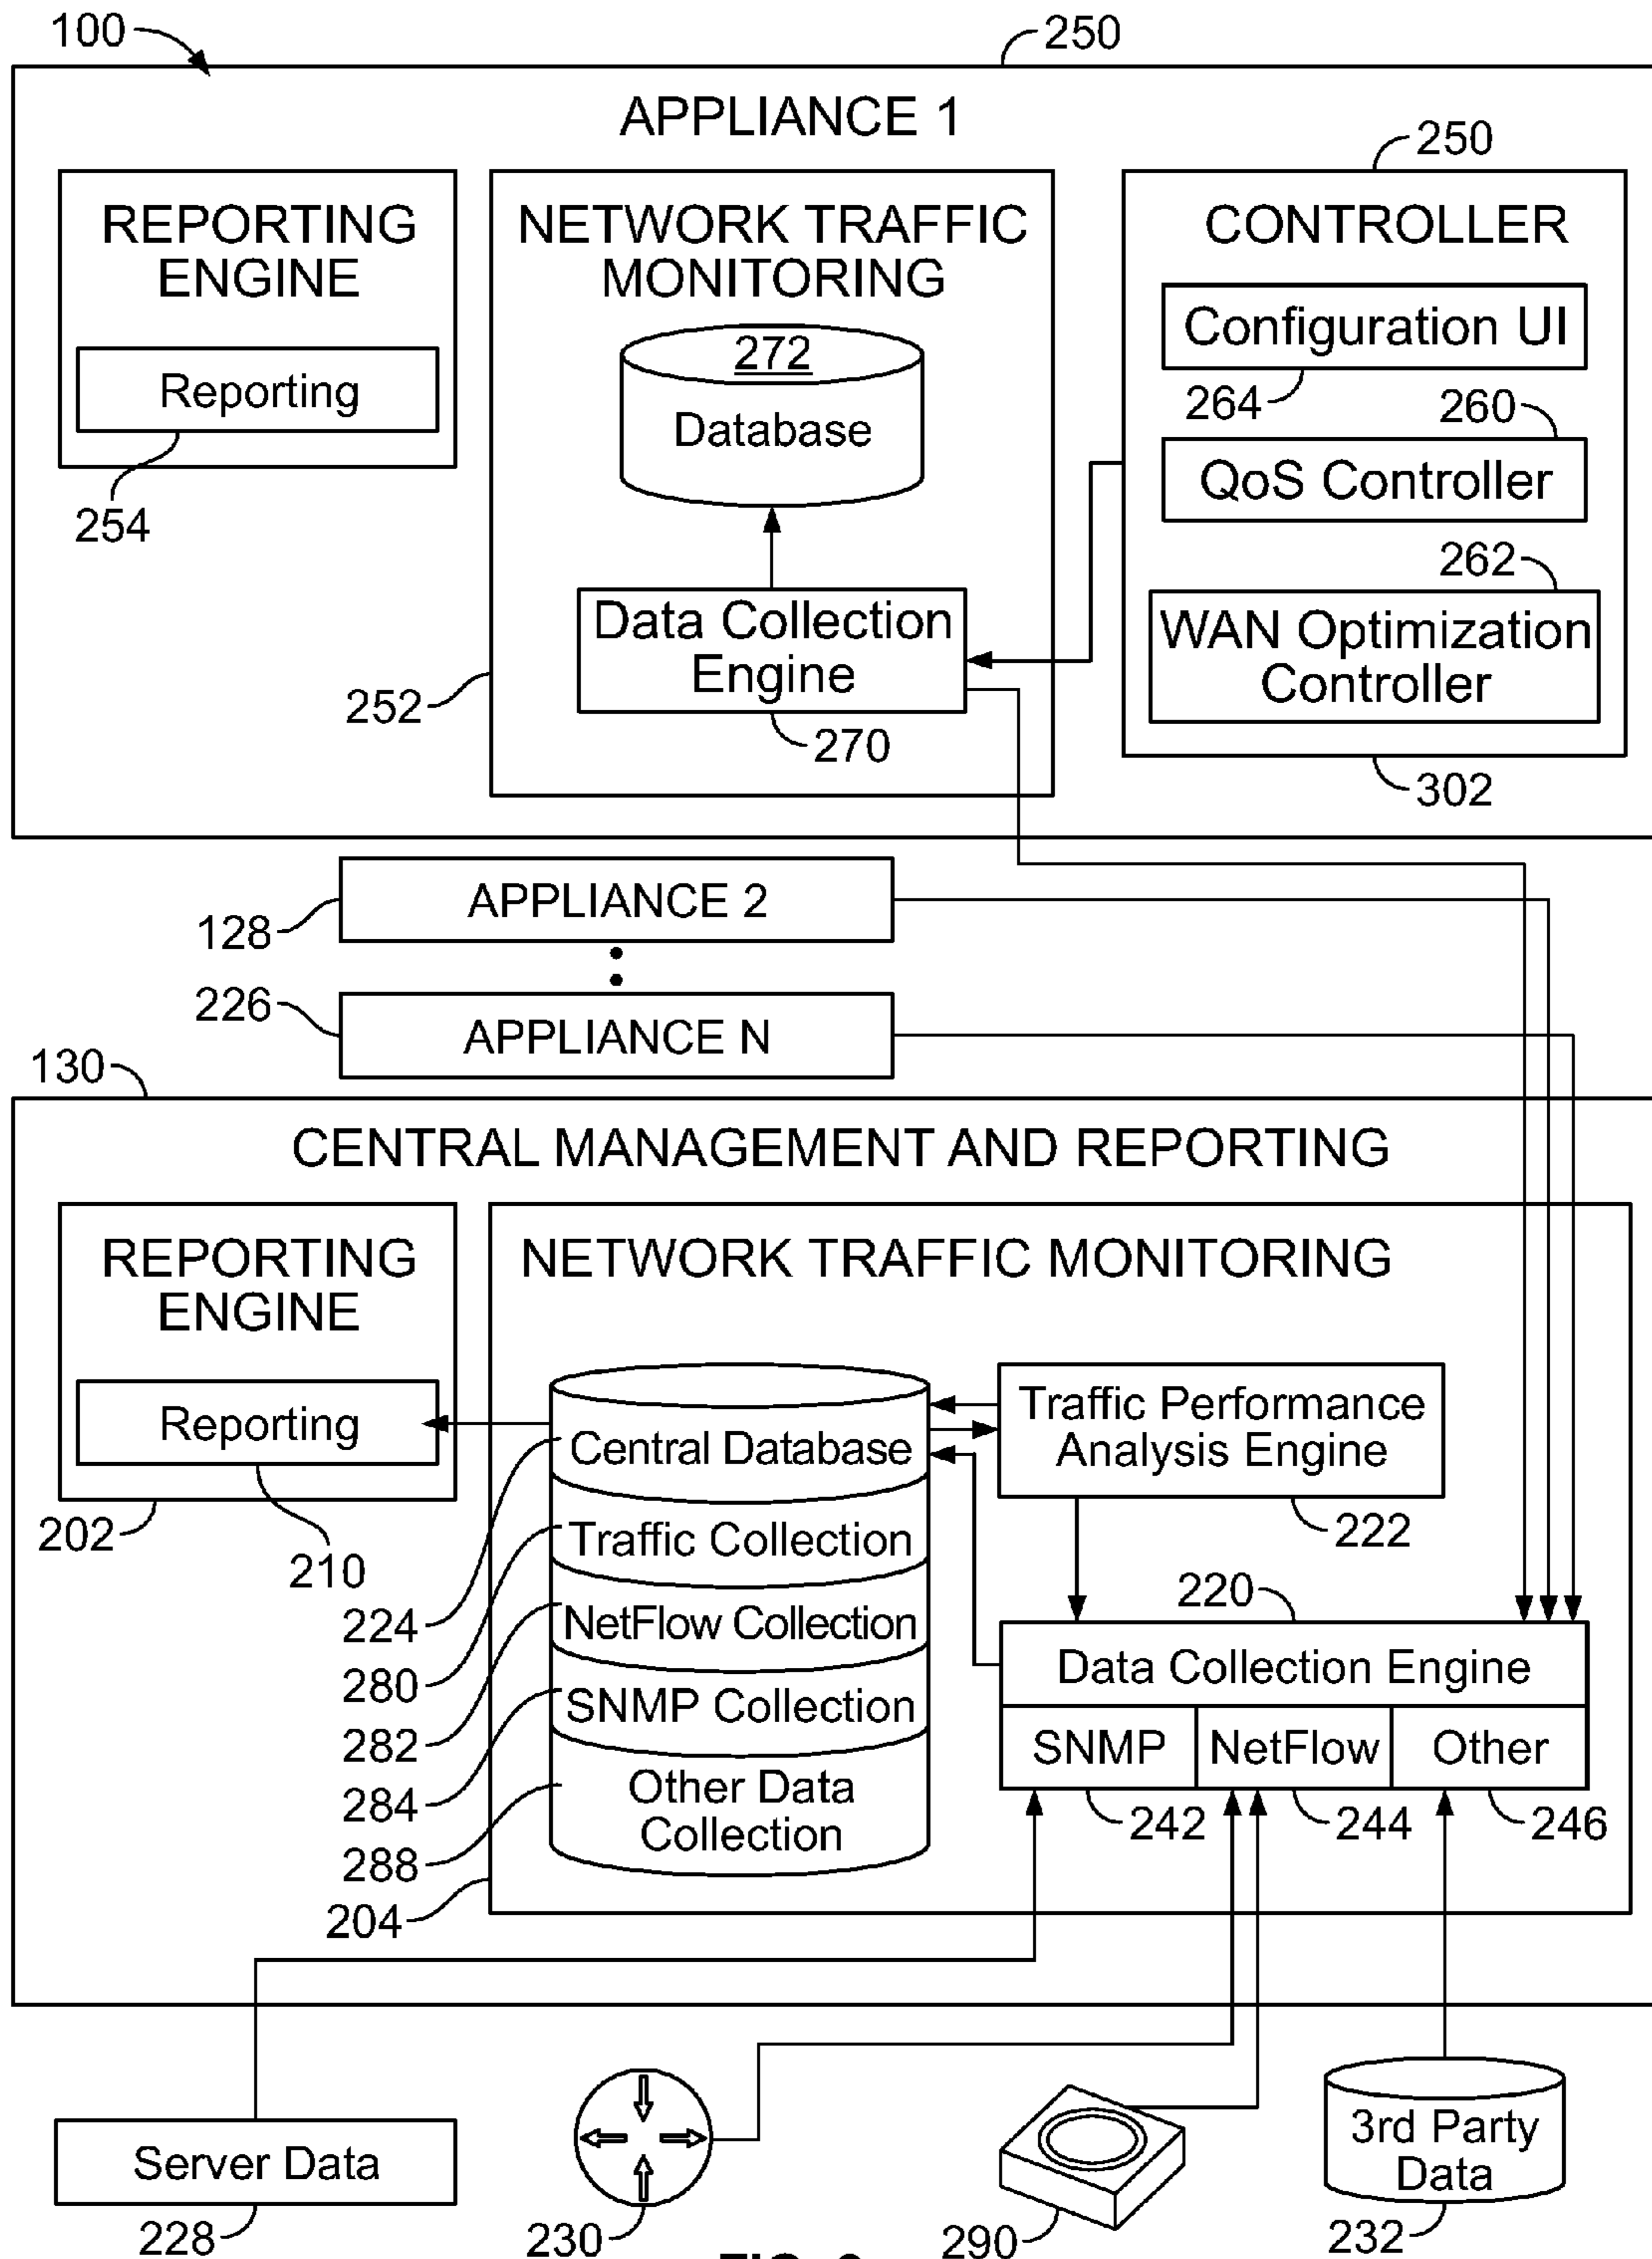 100
250
APPLIANCE 1
250
REPORTING
ENGINE
Reporting
254
NETWORK TRAFFIC
MONITORING
272
Database
Data Collection
Engine
252
270
CONTROLLER
Configuration UI
264
260
QoS Controller
262
WAN Optimization
Controller
302
APPLIANCE 2
128
APPLIANCE N
226
130
CENTRAL MANAGEMENT AND REPORTING
REPORTING
ENGINE
Reporting
202
210
NETWORK TRAFFIC MONITORING
Central Database
Traffic Collection
NetFlow Collection
SNMP Collection
Other Data
Collection
224
280
282
284
288
204
Traffic Performance
Analysis Engine
222
220
Data Collection Engine
SNMP
NetFlow
Other
242
244
246
Server Data
228
230
290
3rd Party
Data
232